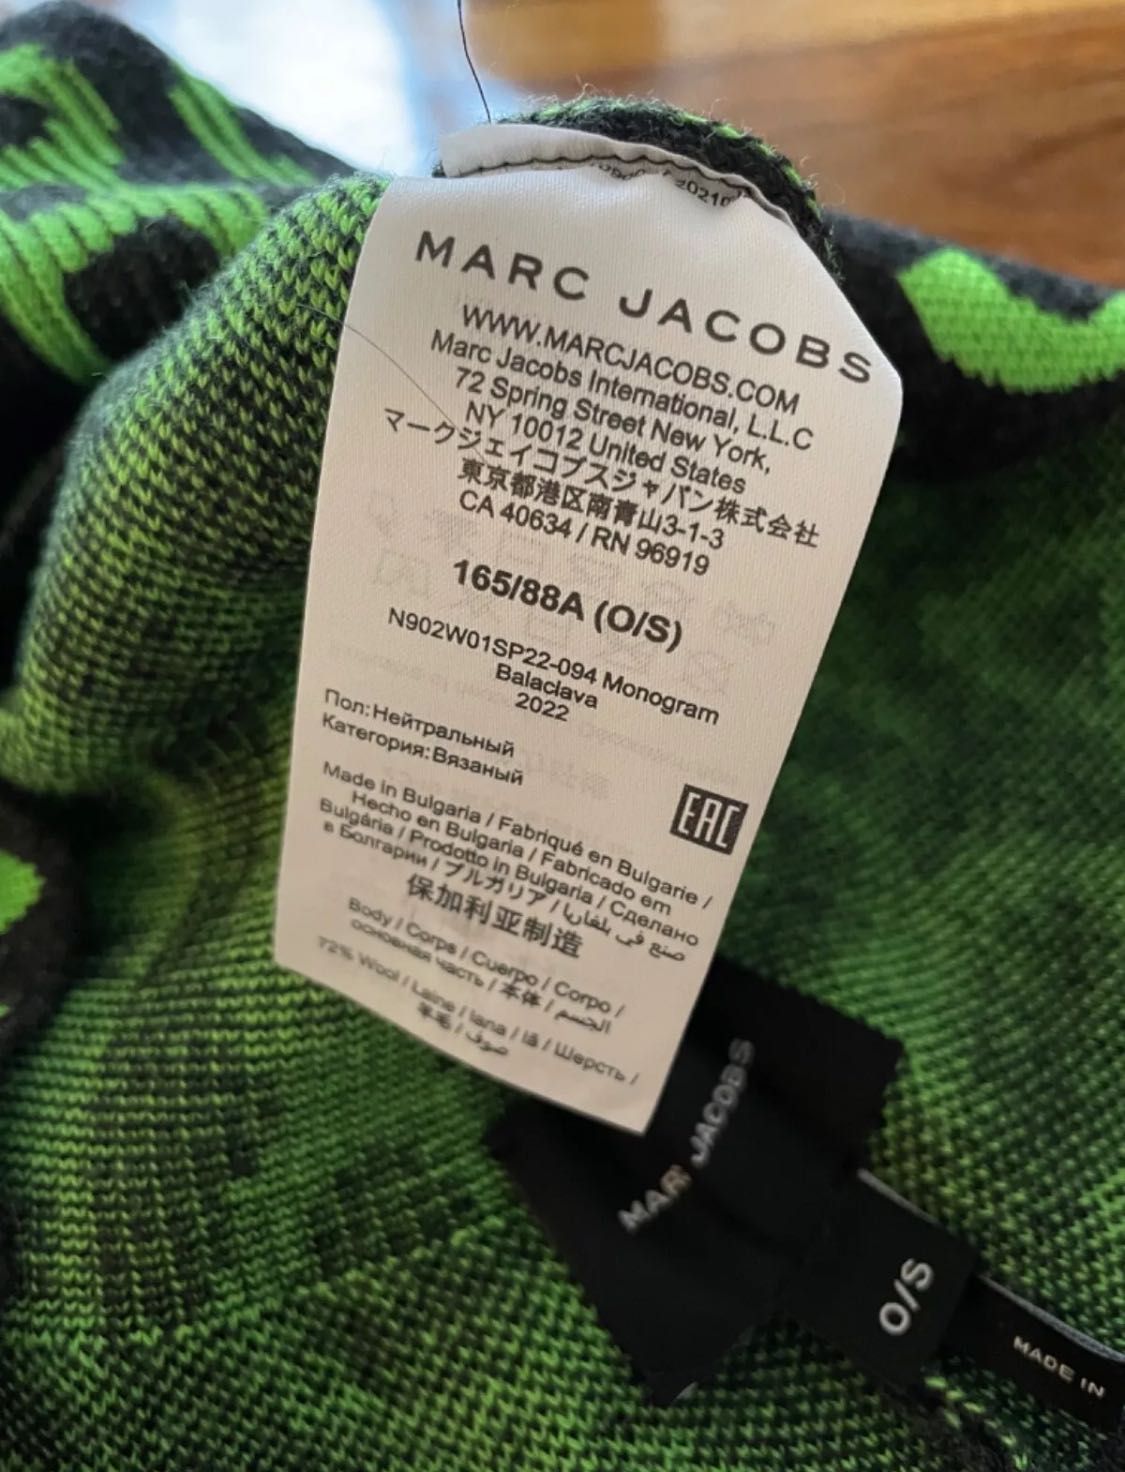 MARC JACOBS
WWW.MARCJACOBS.COM
Marc Jacobs International, L.L.C
72 Spring Street New York,
NY 10012 United States
マークジェイコブスジャパン株式会社
東京都港区南青山3-1-3
CA 40634 / RN 96919
165/88A (O/S)
N902W01SP22-094 Monogram
Balaclava
2022
Пол: Нейтральный
Категория: Вязаный
EAC
Made in Bulgaria / Fabriqué en Bulgarie /
Hecho en Bulgaria / Fabricado em
Bulgária / Prodotto in Bulgaria / Сделано
в Болгарии / ブルガリア / صنع في بلغاريا
保加利亚制造
Body / Corps / Cuerpo / Corpo /
основная часть / 本体 / الجسم
72% Wool / Laine / lana / lã / Шерсть /
羊毛 / صوف
MARC JACOBS
O/S
MADE IN